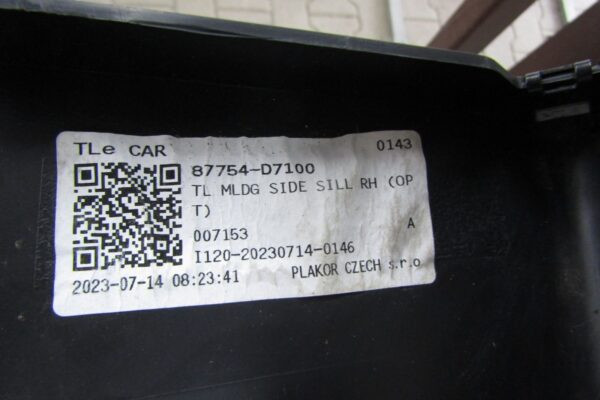 TLe CAR 0143
87754-D7100
TL MLDG SIDE SILL RH (OP
T)
007153 A
I120-20230714-0146
2023-07-14 08:23:41 PLAKOR CZECH s.r.o